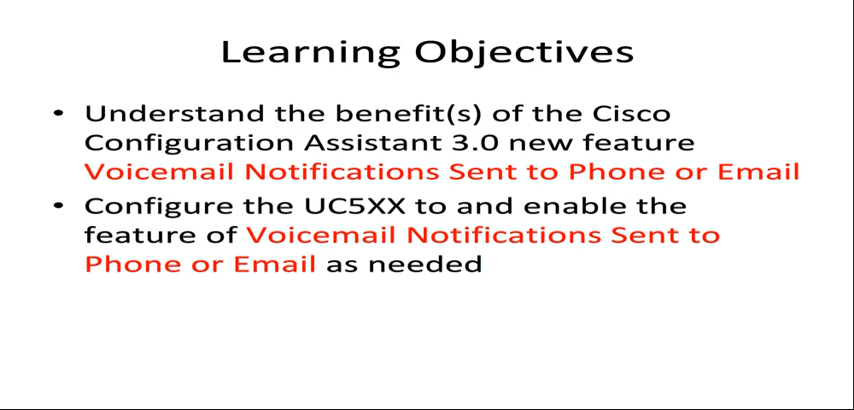 Learning Objectives
• Understand the benefit(s) of the Cisco
Configuration Assistant 3.0 new feature
Voicemail Notifications Sent to Phone or Email
• Configure the UC5XX to and enable the
feature of Voicemail Notifications Sent to
Phone or Email as needed